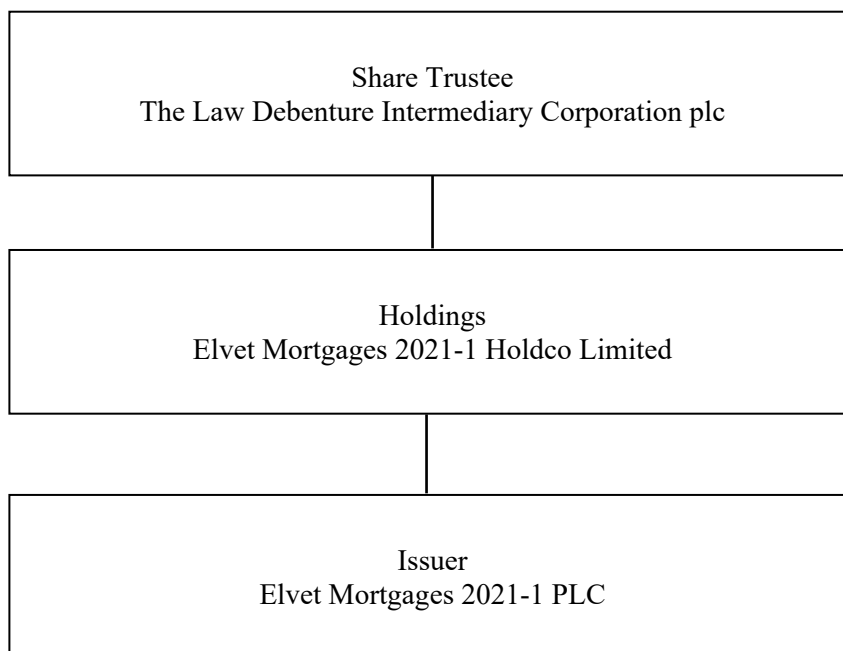 Share Trustee
The Law Debenture Intermediary Corporation plc
Holdings
Elvet Mortgages 2021-1 Holdco Limited
Issuer
Elvet Mortgages 2021-1 PLC